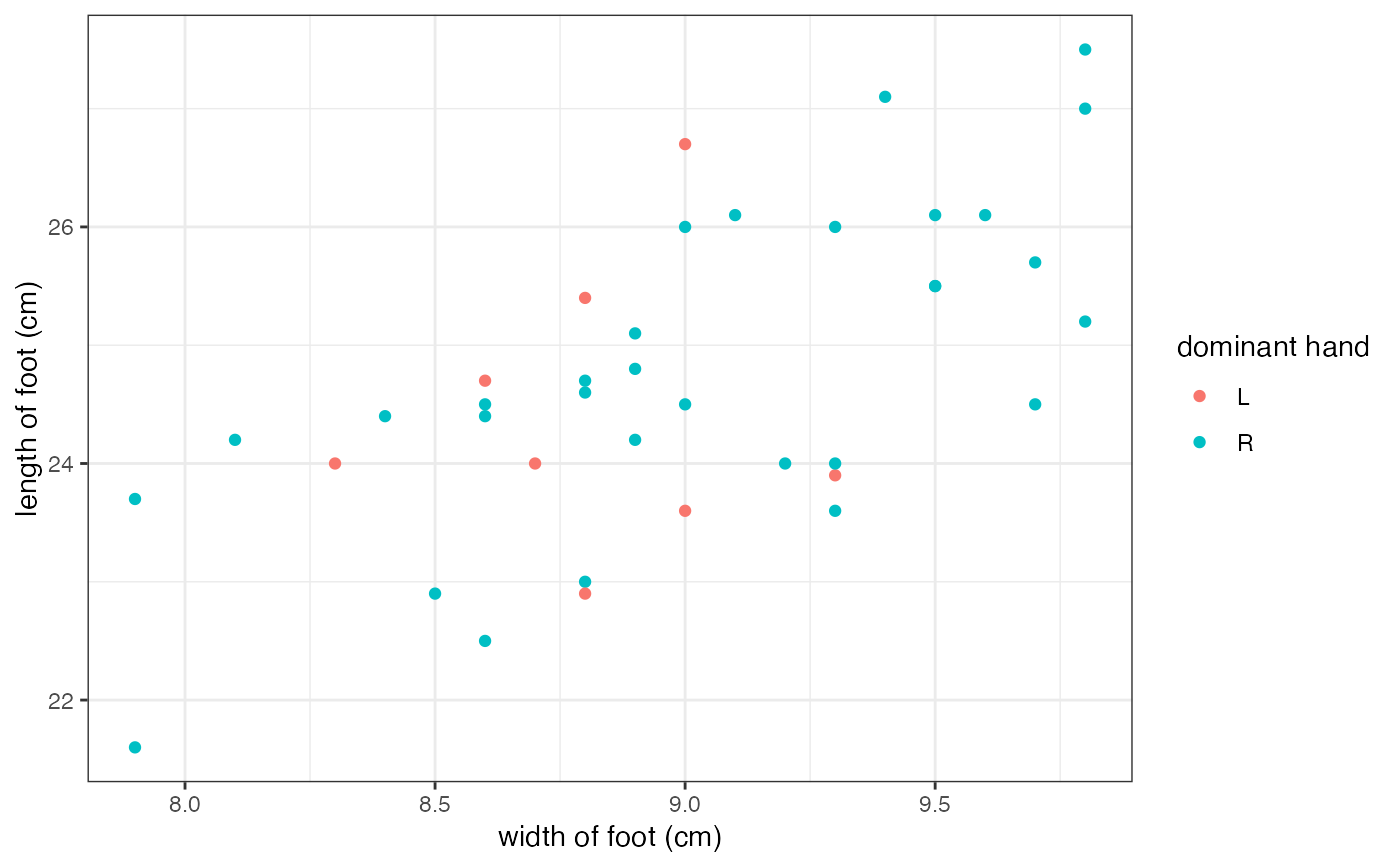 26
24
22
length of foot (cm)
8.0 8.5 9.0 9.5
width of foot (cm)
dominant hand
L
R